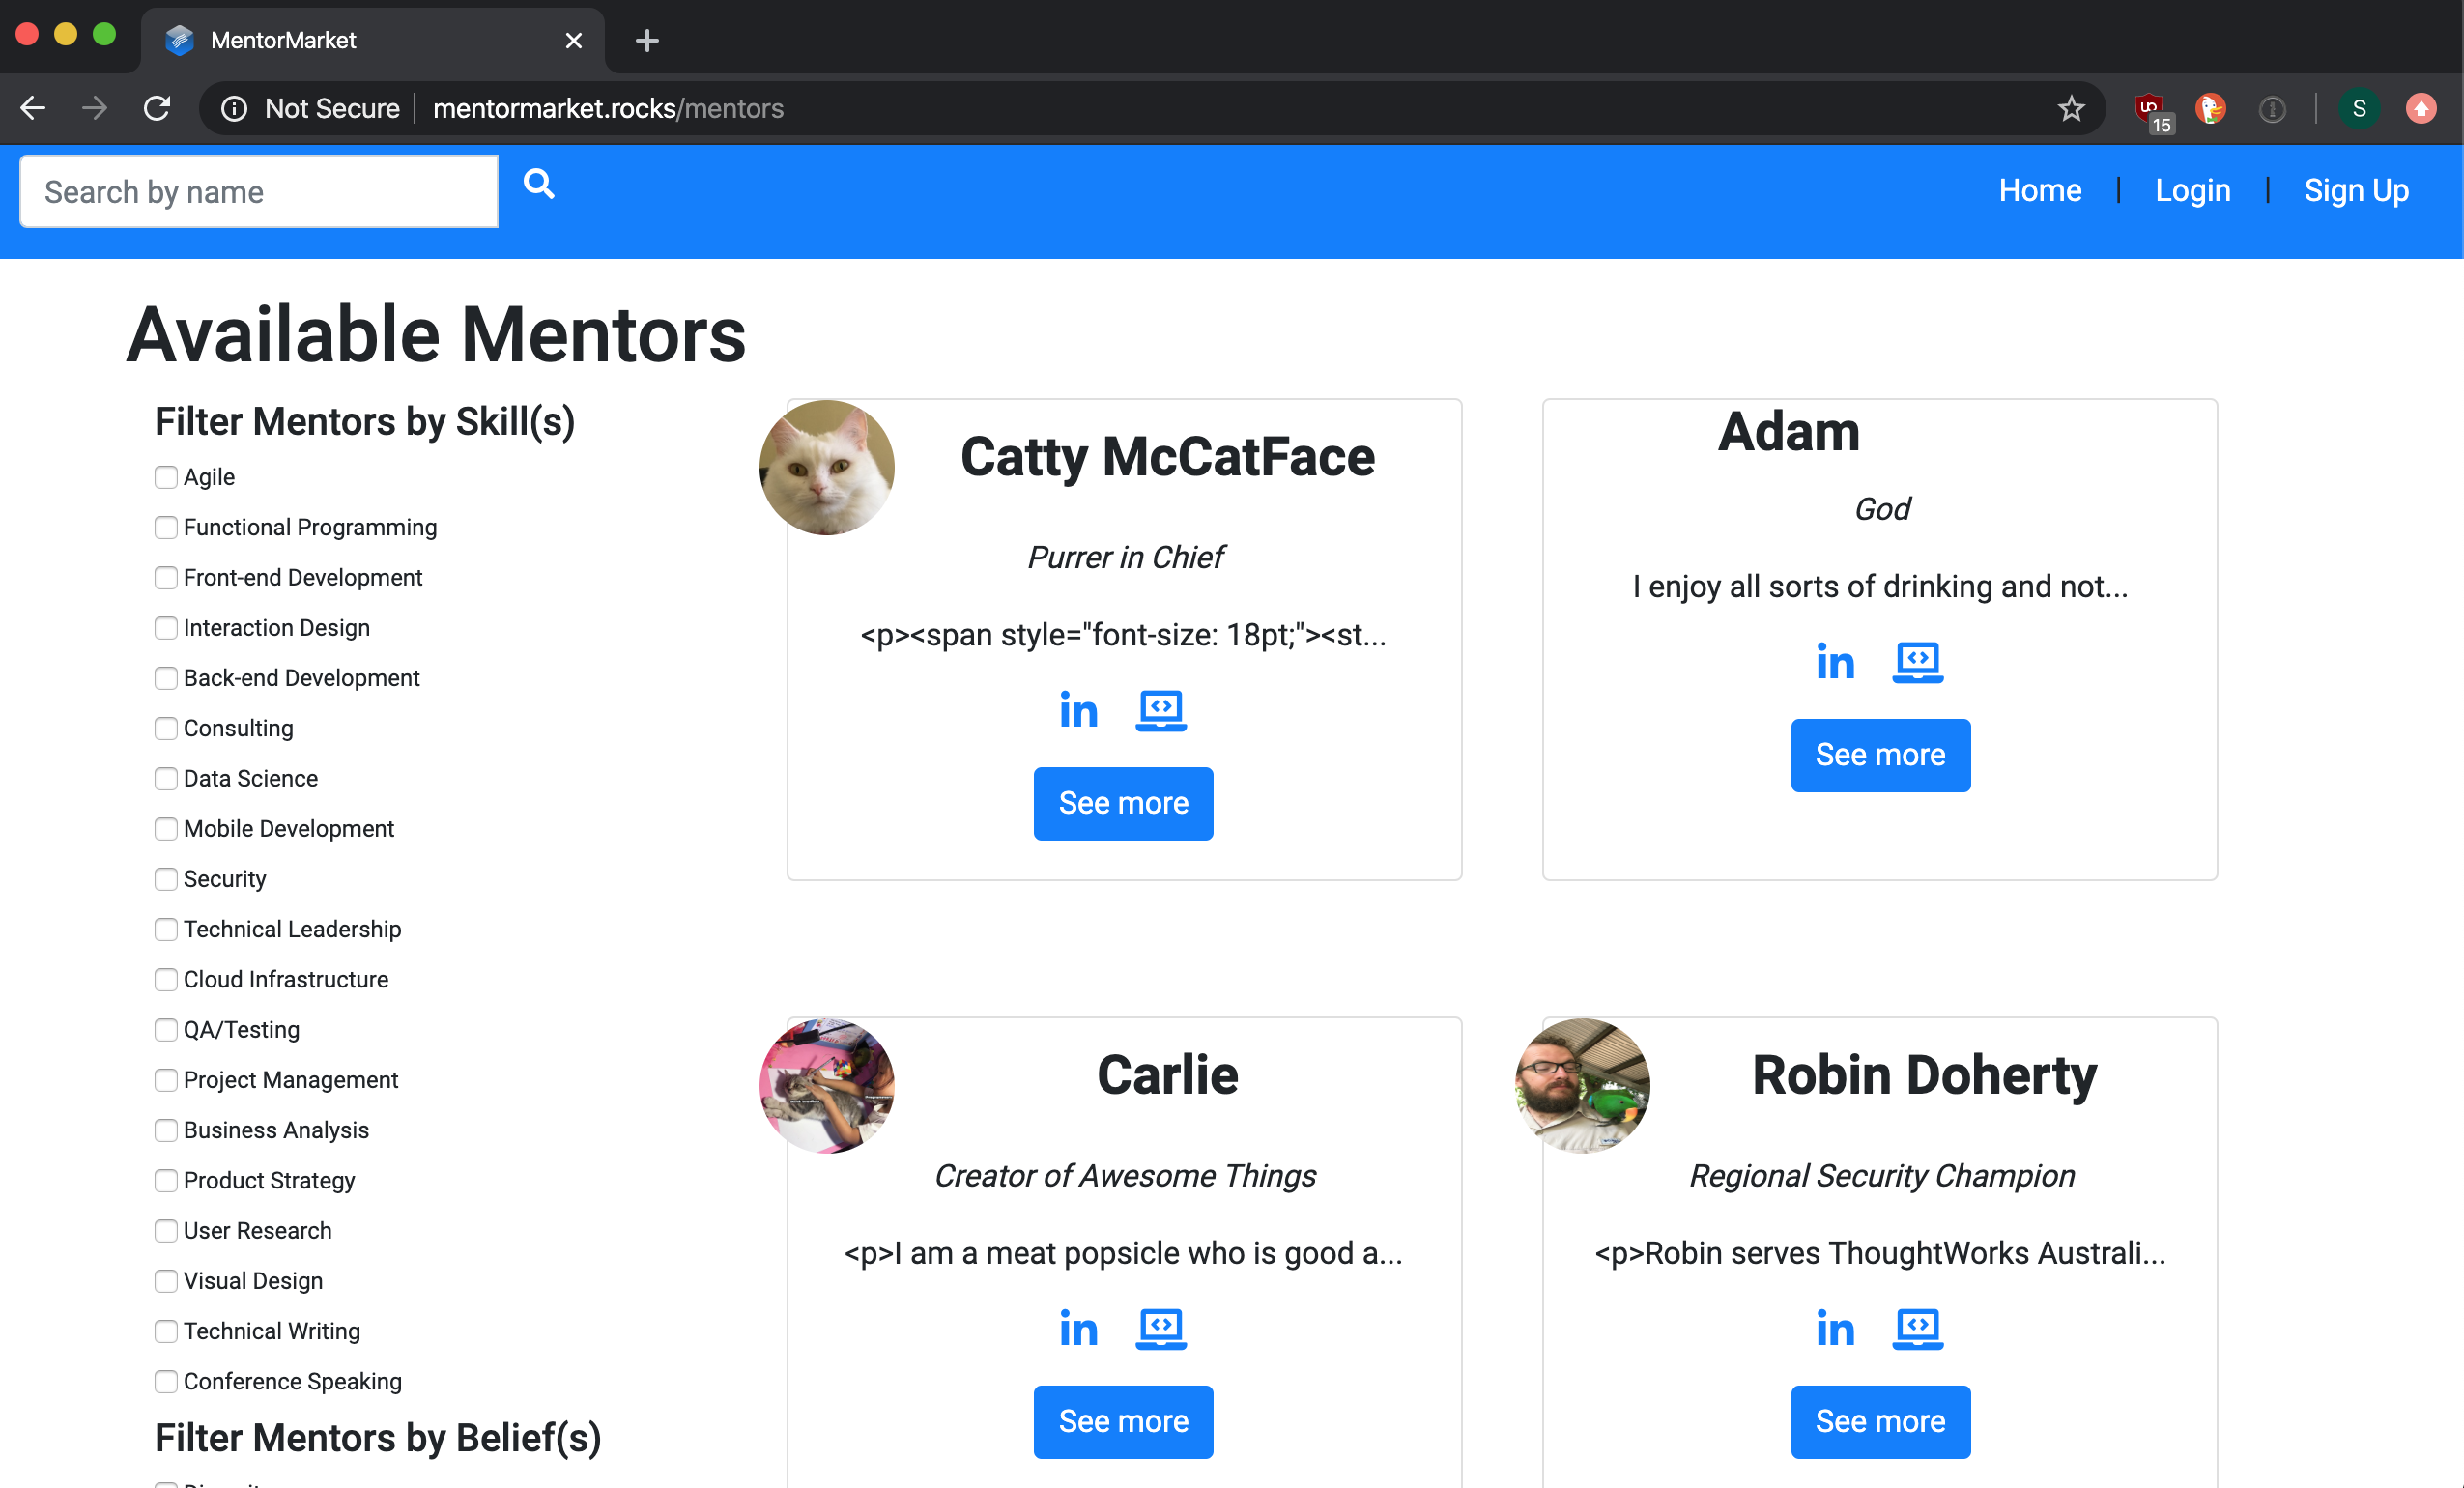 MentorMarket
Not Secure
mentormarket.rocks/mentors
15
S
Search by name
Home | Login | Sign Up
Available Mentors
Filter Mentors by Skill(s)
Agile
Functional Programming
Front-end Development
Interaction Design
Back-end Development
Consulting
Data Science
Mobile Development
Security
Technical Leadership
Cloud Infrastructure
QA/Testing
Project Management
Business Analysis
Product Strategy
User Research
Visual Design
Technical Writing
Conference Speaking
Filter Mentors by Belief(s)
Catty McCatFace
Purrer in Chief
<p><span style="font-size: 18pt;"><st...
in
See more
Adam
God
I enjoy all sorts of drinking and not...
in
See more
Carlie
Creator of Awesome Things
<p>I am a meat popsicle who is good a...
in
See more
Robin Doherty
Regional Security Champion
<p>Robin serves ThoughtWorks Australi...
in
See more